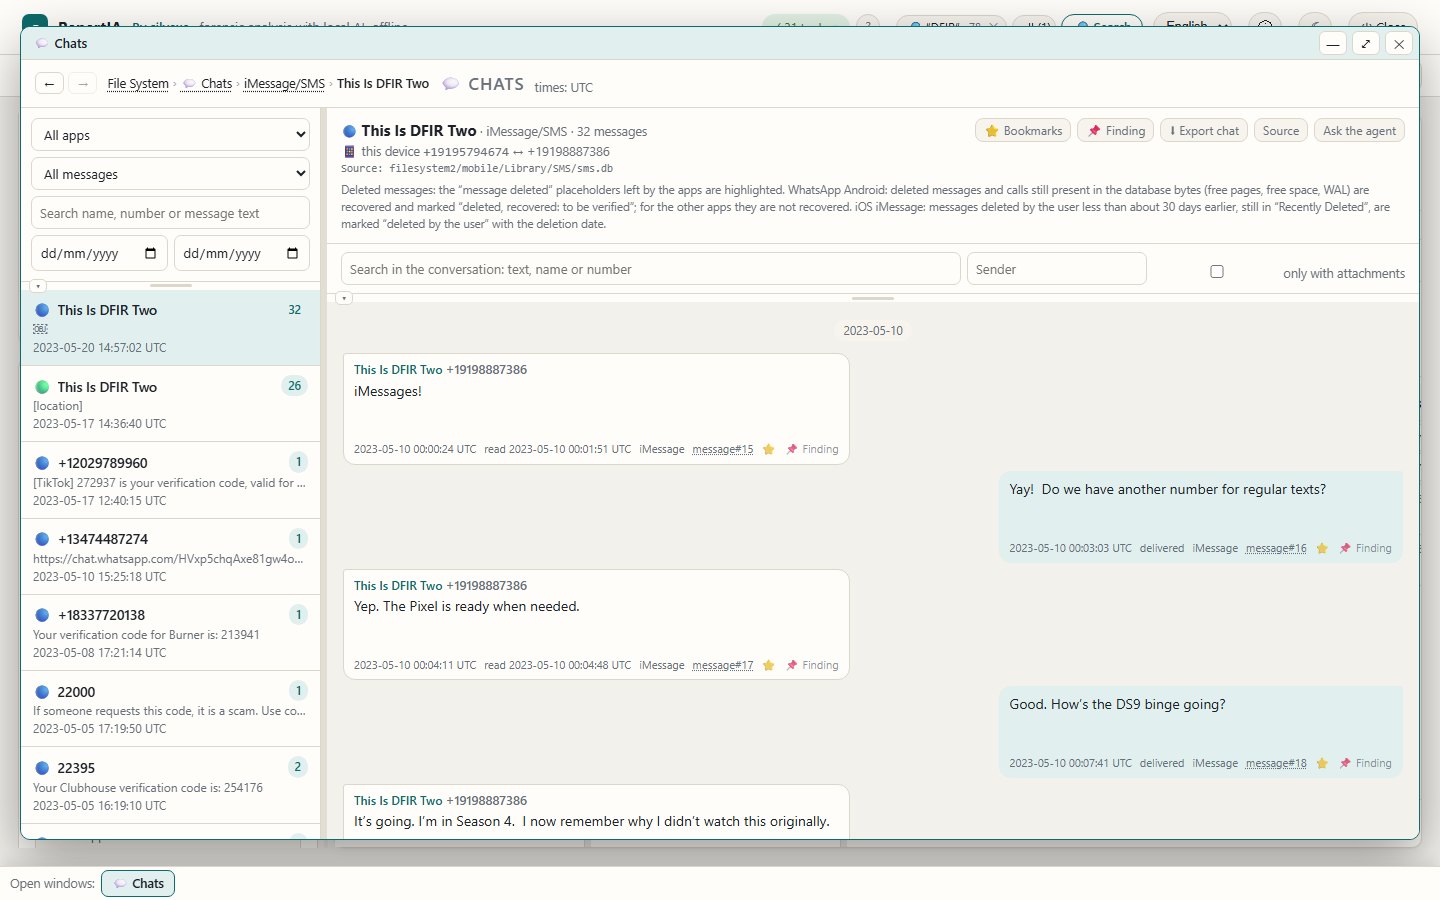 Chats
← → File System › Chats › iMessage/SMS › This Is DFIR Two CHATS times: UTC
All apps
All messages
Search name, number or message text
dd/mm/yyyy dd/mm/yyyy
This Is DFIR Two 32
OBJ
2023-05-20 14:57:02 UTC
This Is DFIR Two 26
[location]
2023-05-17 14:36:40 UTC
+12029789960 1
[TikTok] 272937 is your verification code, valid for ...
2023-05-17 12:40:15 UTC
+13474487274 1
https://chat.whatsapp.com/HVxp5chqAxe81gw4o...
2023-05-10 15:25:18 UTC
+18337720138 1
Your verification code for Burner is: 213941
2023-05-08 17:21:14 UTC
22000 1
If someone requests this code, it is a scam. Use co...
2023-05-05 17:19:50 UTC
22395 2
Your Clubhouse verification code is: 254176
2023-05-05 16:19:10 UTC
This Is DFIR Two · iMessage/SMS · 32 messages
Bookmarks Finding Export chat Source Ask the agent
this device +19195794674 ↔ +19198887386
Source: filesystem2/mobile/Library/SMS/sms.db
Deleted messages: the “message deleted” placeholders left by the apps are highlighted. WhatsApp Android: deleted messages and calls still present in the database bytes (free pages, free space, WAL) are
recovered and marked “deleted, recovered: to be verified”; for the other apps they are not recovered. iOS iMessage: messages deleted by the user less than about 30 days earlier, still in “Recently Deleted”, are
marked “deleted by the user” with the deletion date.
Search in the conversation: text, name or number Sender only with attachments
2023-05-10
This Is DFIR Two +19198887386
iMessages!
2023-05-10 00:00:24 UTC read 2023-05-10 00:01:51 UTC iMessage message#15 Finding
Yay! Do we have another number for regular texts?
2023-05-10 00:03:03 UTC delivered iMessage message#16 Finding
This Is DFIR Two +19198887386
Yep. The Pixel is ready when needed.
2023-05-10 00:04:11 UTC read 2023-05-10 00:04:48 UTC iMessage message#17 Finding
Good. How’s the DS9 binge going?
2023-05-10 00:07:41 UTC delivered iMessage message#18 Finding
This Is DFIR Two +19198887386
It’s going. I’m in Season 4. I now remember why I didn’t watch this originally.
Open windows: Chats